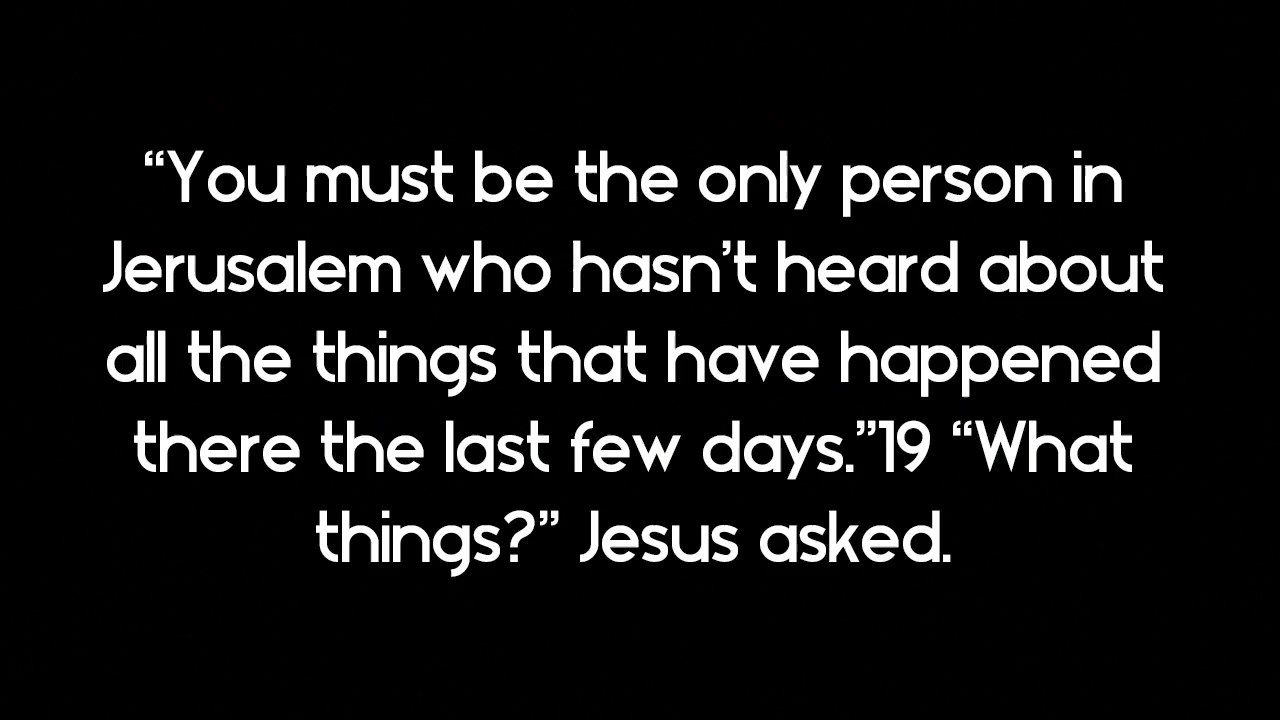 “You must be the only person in
Jerusalem who hasn’t heard about
all the things that have happened
there the last few days.”19 “What
things?” Jesus asked.